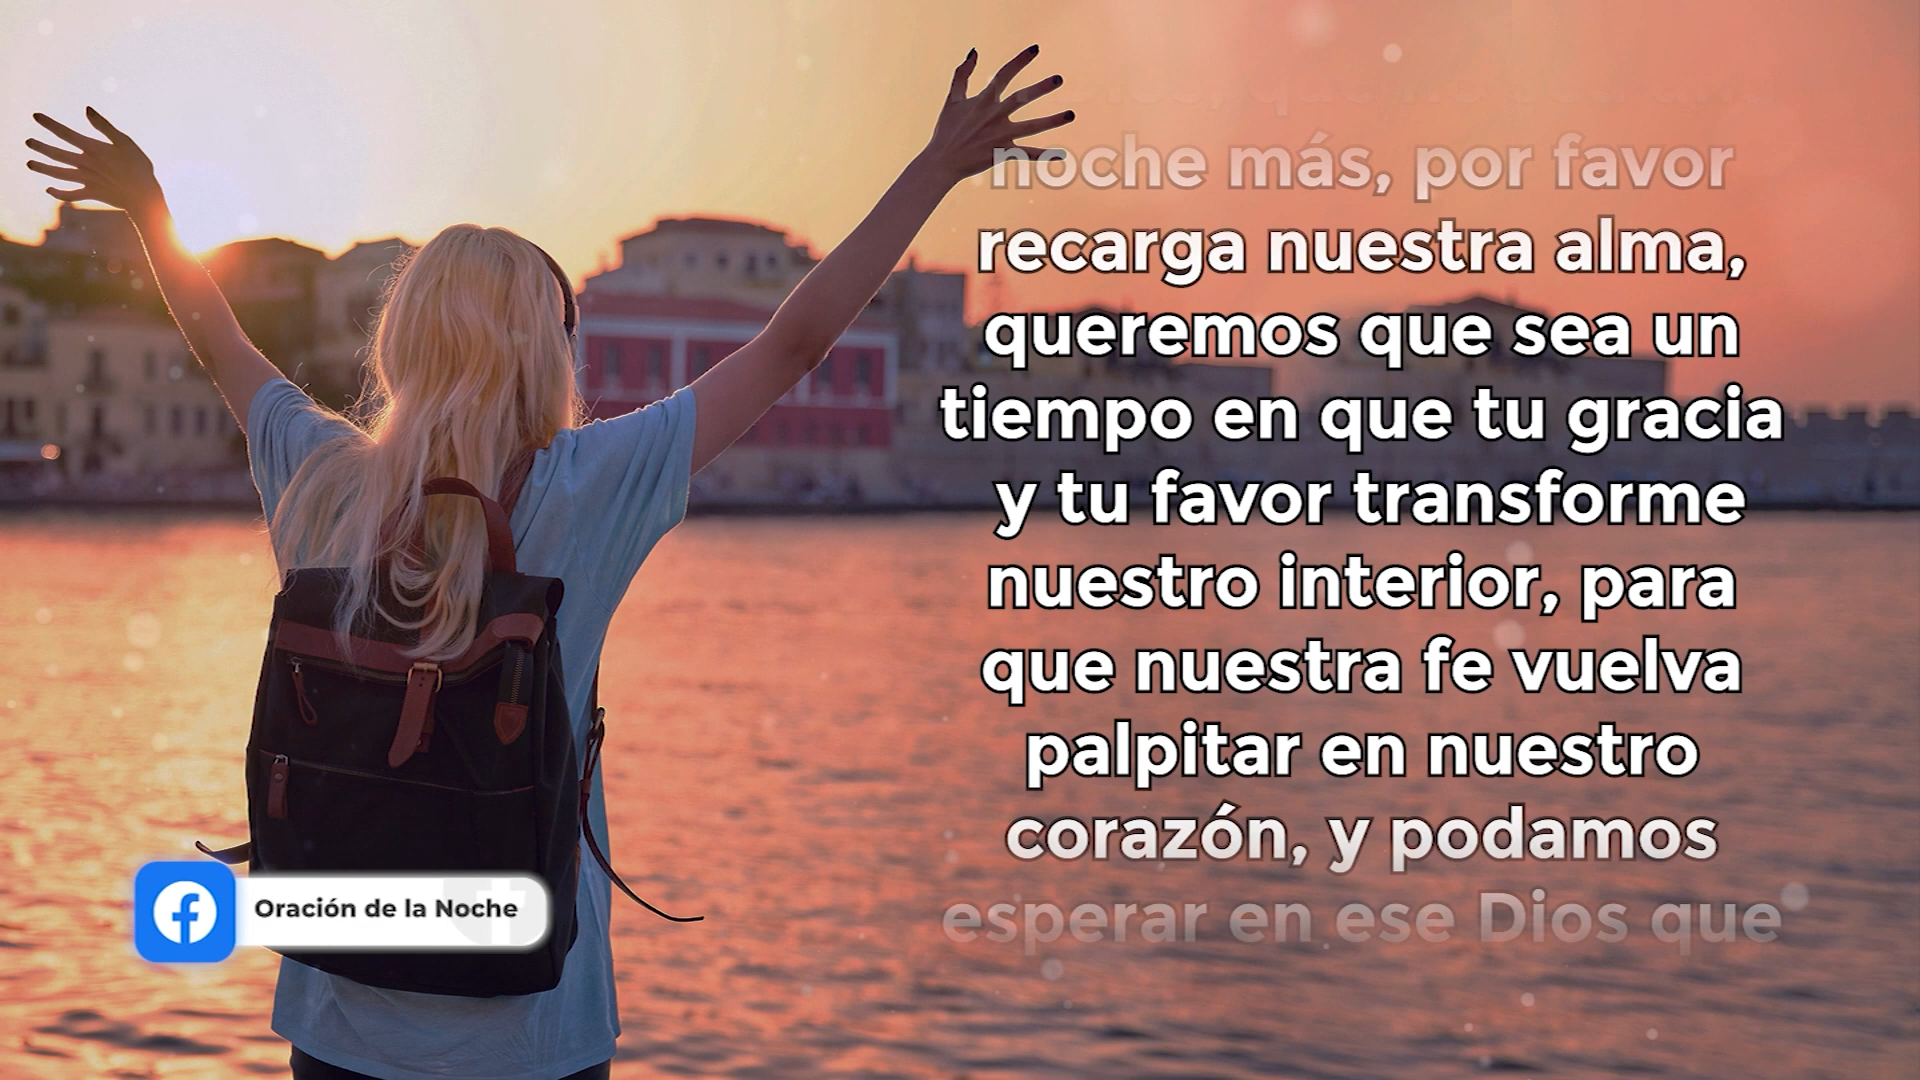 noche más, por favor
recarga nuestra alma,
queremos que sea un
tiempo en que tu gracia
y tu favor transforme
nuestro interior, para
que nuestra fe vuelva
palpitar en nuestro
corazón, y podamos
esperar en ese Dios que
Oración de la Noche